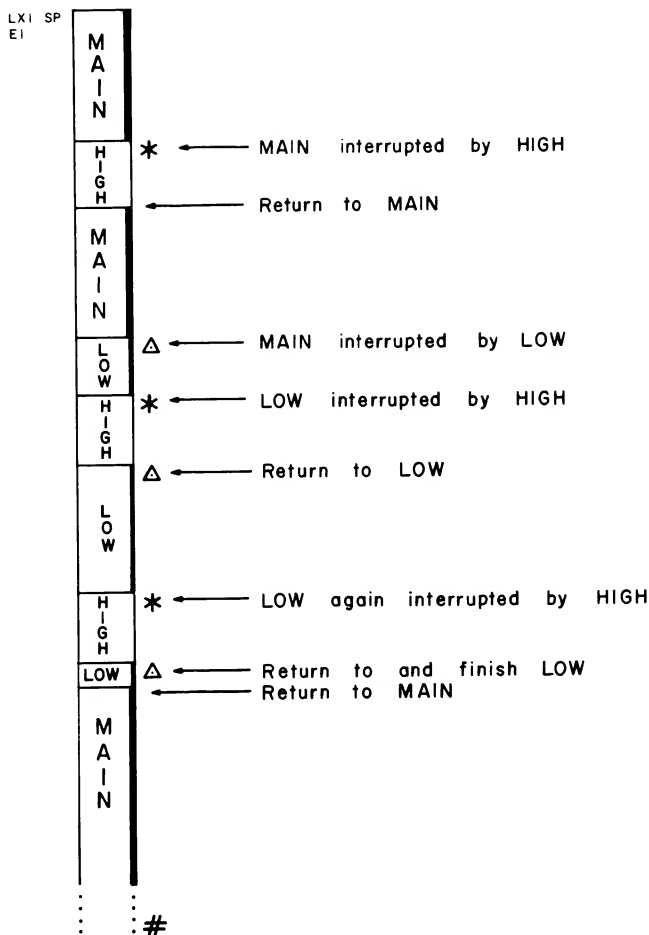 LXI SP
EI
MAIN
HIGH
* MAIN interrupted by HIGH
Return to MAIN
MAIN
LOW
MAIN interrupted by LOW
HIGH
* LOW interrupted by HIGH
Return to LOW
LOW
HIGH
* LOW again interrupted by HIGH
LOW
Return to and finish LOW
Return to MAIN
MAIN
#